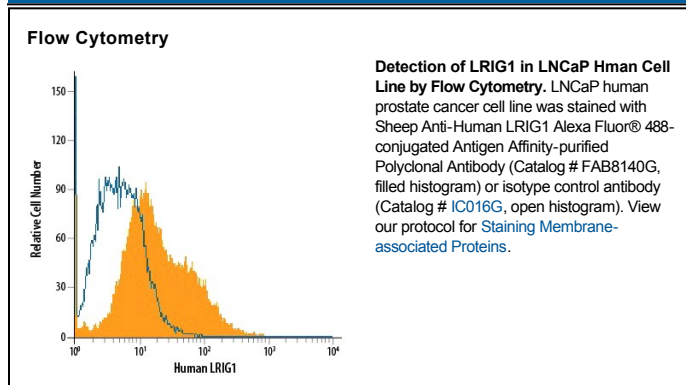 Flow Cytometry
Detection of LRIG1 in LNCaP Hman Cell
Line by Flow Cytometry. LNCaP human
prostate cancer cell line was stained with
Sheep Anti-Human LRIG1 Alexa Fluor® 488-
conjugated Antigen Affinity-purified
Polyclonal Antibody (Catalog # FAB8140G,
filled histogram) or isotype control antibody
(Catalog # IC016G, open histogram). View
our protocol for Staining Membrane-
associated Proteins.
Relative Cell Number
150
120
90
60
30
0
10⁰ 10¹ 10² 10³ 10⁴
Human LRIG1